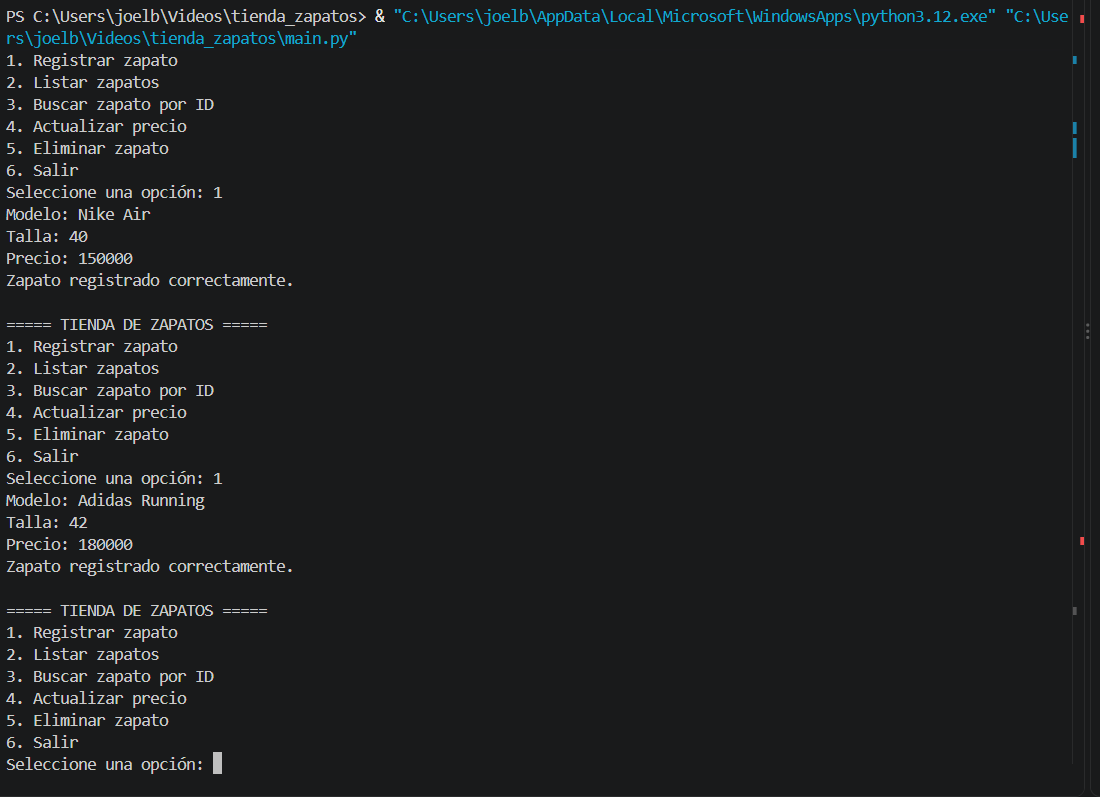 PS C:\Users\joelb\Videos\tienda_zapatos> & "C:\Users\joelb\AppData\Local\Microsoft\WindowsApps\python3.12.exe" "C:\Use
rs\joelb\Videos\tienda_zapatos\main.py"
1. Registrar zapato
2. Listar zapatos
3. Buscar zapato por ID
4. Actualizar precio
5. Eliminar zapato
6. Salir
Seleccione una opción: 1
Modelo: Nike Air
Talla: 40
Precio: 150000
Zapato registrado correctamente.

===== TIENDA DE ZAPATOS =====
1. Registrar zapato
2. Listar zapatos
3. Buscar zapato por ID
4. Actualizar precio
5. Eliminar zapato
6. Salir
Seleccione una opción: 1
Modelo: Adidas Running
Talla: 42
Precio: 180000
Zapato registrado correctamente.

===== TIENDA DE ZAPATOS =====
1. Registrar zapato
2. Listar zapatos
3. Buscar zapato por ID
4. Actualizar precio
5. Eliminar zapato
6. Salir
Seleccione una opción: